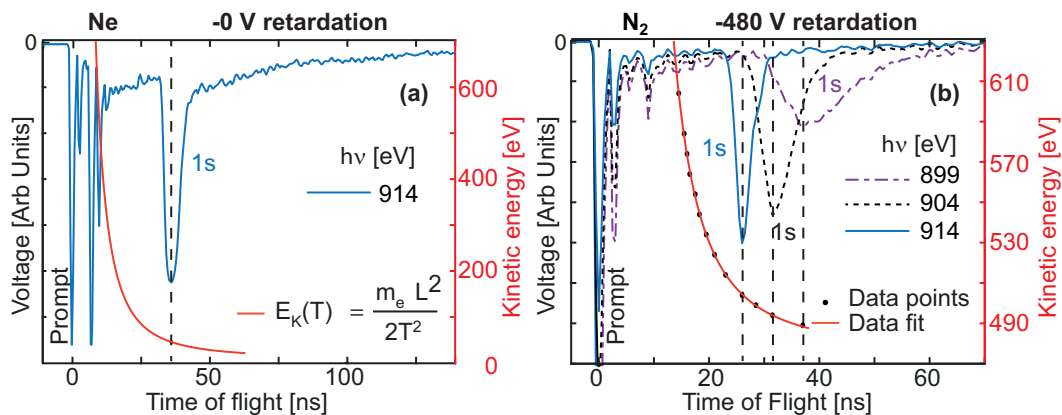 Ne
-0 V retardation
Voltage [Arb Units]
0
(a)
1s
hν [eV]
914
Prompt
E_K(T) = m_e L² / 2T²
600
400
200
0
Kinetic energy [eV]
0
50
100
Time of flight [ns]
N₂
-480 V retardation
Voltage [Arb Units]
0
(b)
1s
1s
1s
hν [eV]
899
904
914
Prompt
Data points
Data fit
610
570
530
490
Kinetic energy [eV]
0
20
40
60
Time of Flight [ns]